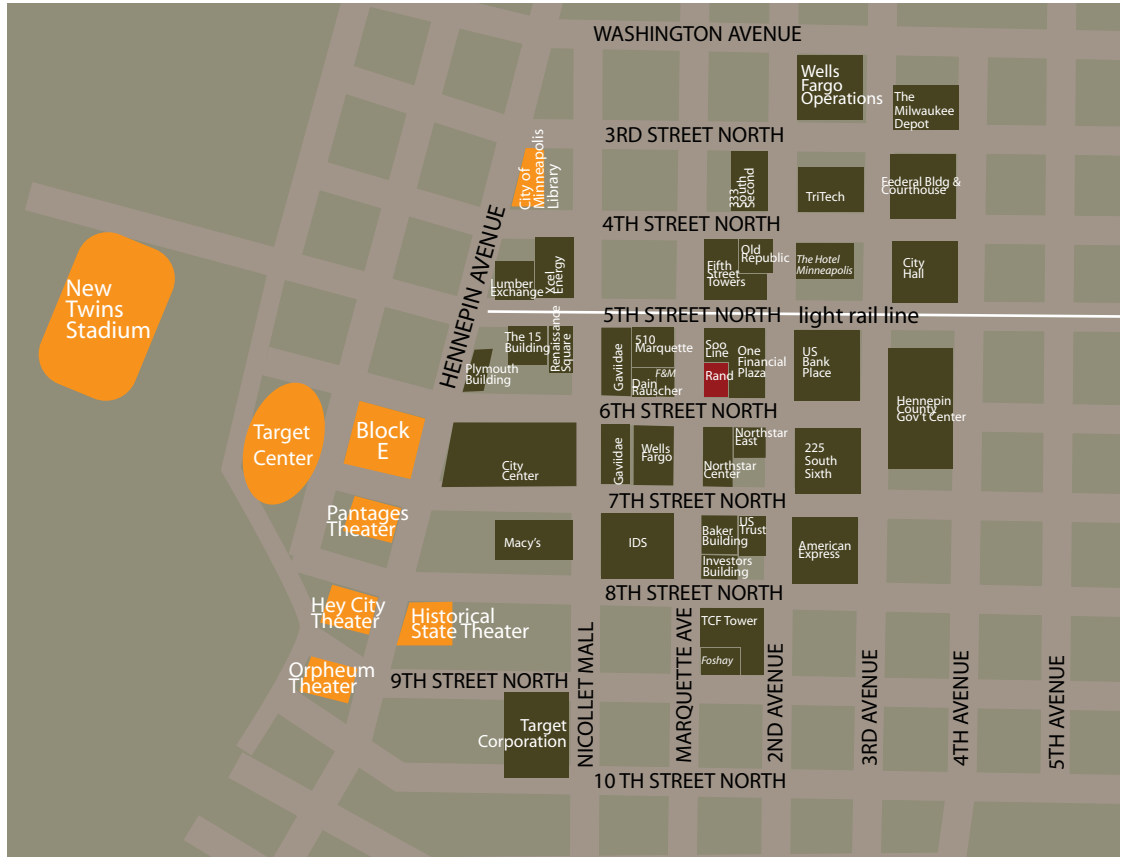 WASHINGTON AVENUE
Wells
Fargo
Operations
The
Milwaukee
Depot
3RD STREET NORTH
City of
Minneapolis
Library
333
South
Second
TriTech
Federal Bldg &
Courthouse
4TH STREET NORTH
HENNEPIN AVENUE
Lumber
Exchange
Xcel
Energy
Fifth
Street
Towers
Old
Republic
The Hotel
Minneapolis
City
Hall
New
Twins
Stadium
5TH STREET NORTH
light rail line
The 15
Building
Renaissance
Square
Plymouth
Building
Gaviidae
510
Marquette
F&M
Dain
Rauscher
Soo
Line
Rand
One
Financial
Plaza
US
Bank
Place
Hennepin
County
Gov't Center
6TH STREET NORTH
Target
Center
Block
E
City
Center
Gaviidae
Wells
Fargo
Northstar
East
Northstar
Center
225
South
Sixth
7TH STREET NORTH
Pantages
Theater
Macy's
IDS
Baker
Building
US
Trust
Investors
Building
American
Express
8TH STREET NORTH
Hey City
Theater
Historical
State Theater
TCF Tower
Foshay
Orpheum
Theater
9TH STREET NORTH
NICOLLET MALL
MARQUETTE AVE
2ND AVENUE
3RD AVENUE
4TH AVENUE
5TH AVENUE
Target
Corporation
10 TH STREET NORTH